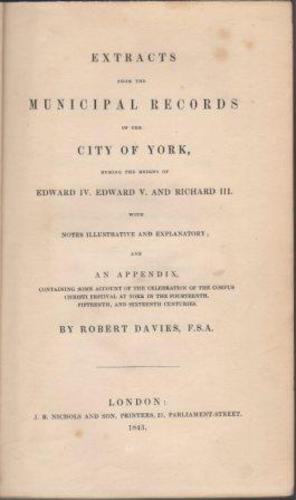 EXTRACTS
FROM THE
MUNICIPAL RECORDS
OF THE
CITY OF YORK,
DURING THE REIGNS OF
EDWARD IV. EDWARD V. AND RICHARD III.
WITH
NOTES ILLUSTRATIVE AND EXPLANATORY;
AND
AN APPENDIX,
CONTAINING SOME ACCOUNT OF THE CELEBRATION OF THE CORPUS
CHRISTI FESTIVAL AT YORK IN THE FOURTEENTH,
FIFTEENTH, AND SIXTEENTH CENTURIES.
BY ROBERT DAVIES, F.S.A.
LONDON:
J. B. NICHOLS AND SON, PRINTERS, 25, PARLIAMENT-STREET.
1843.